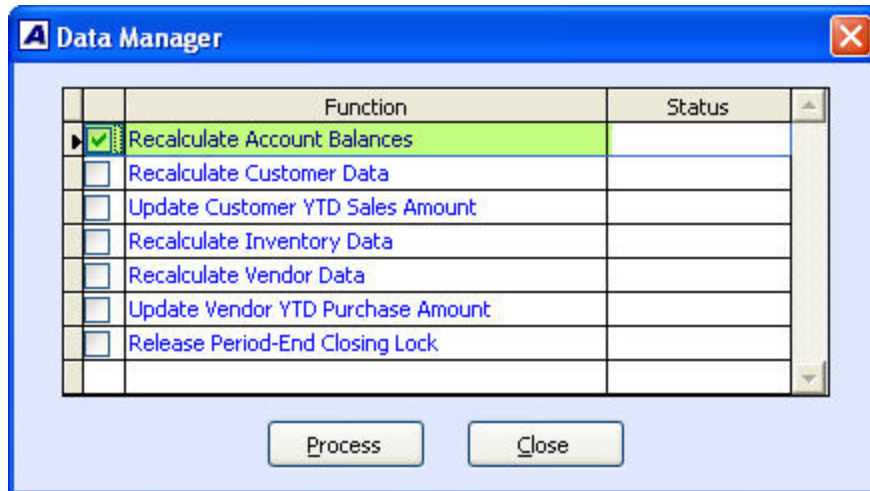 A Data Manager
Function Status
Recalculate Account Balances
Recalculate Customer Data
Update Customer YTD Sales Amount
Recalculate Inventory Data
Recalculate Vendor Data
Update Vendor YTD Purchase Amount
Release Period-End Closing Lock
Process Close